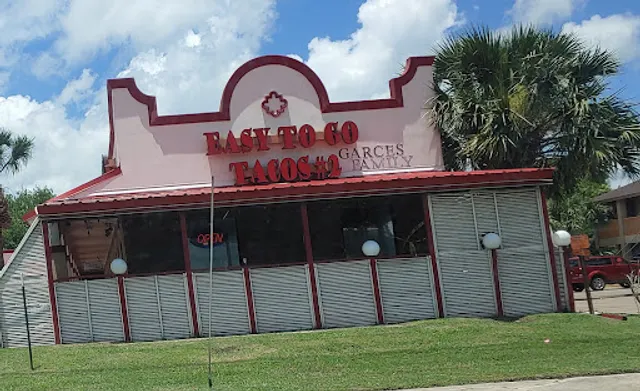 EASY TO GO
TACOS #2
GARCES
FAMILY
OPEN